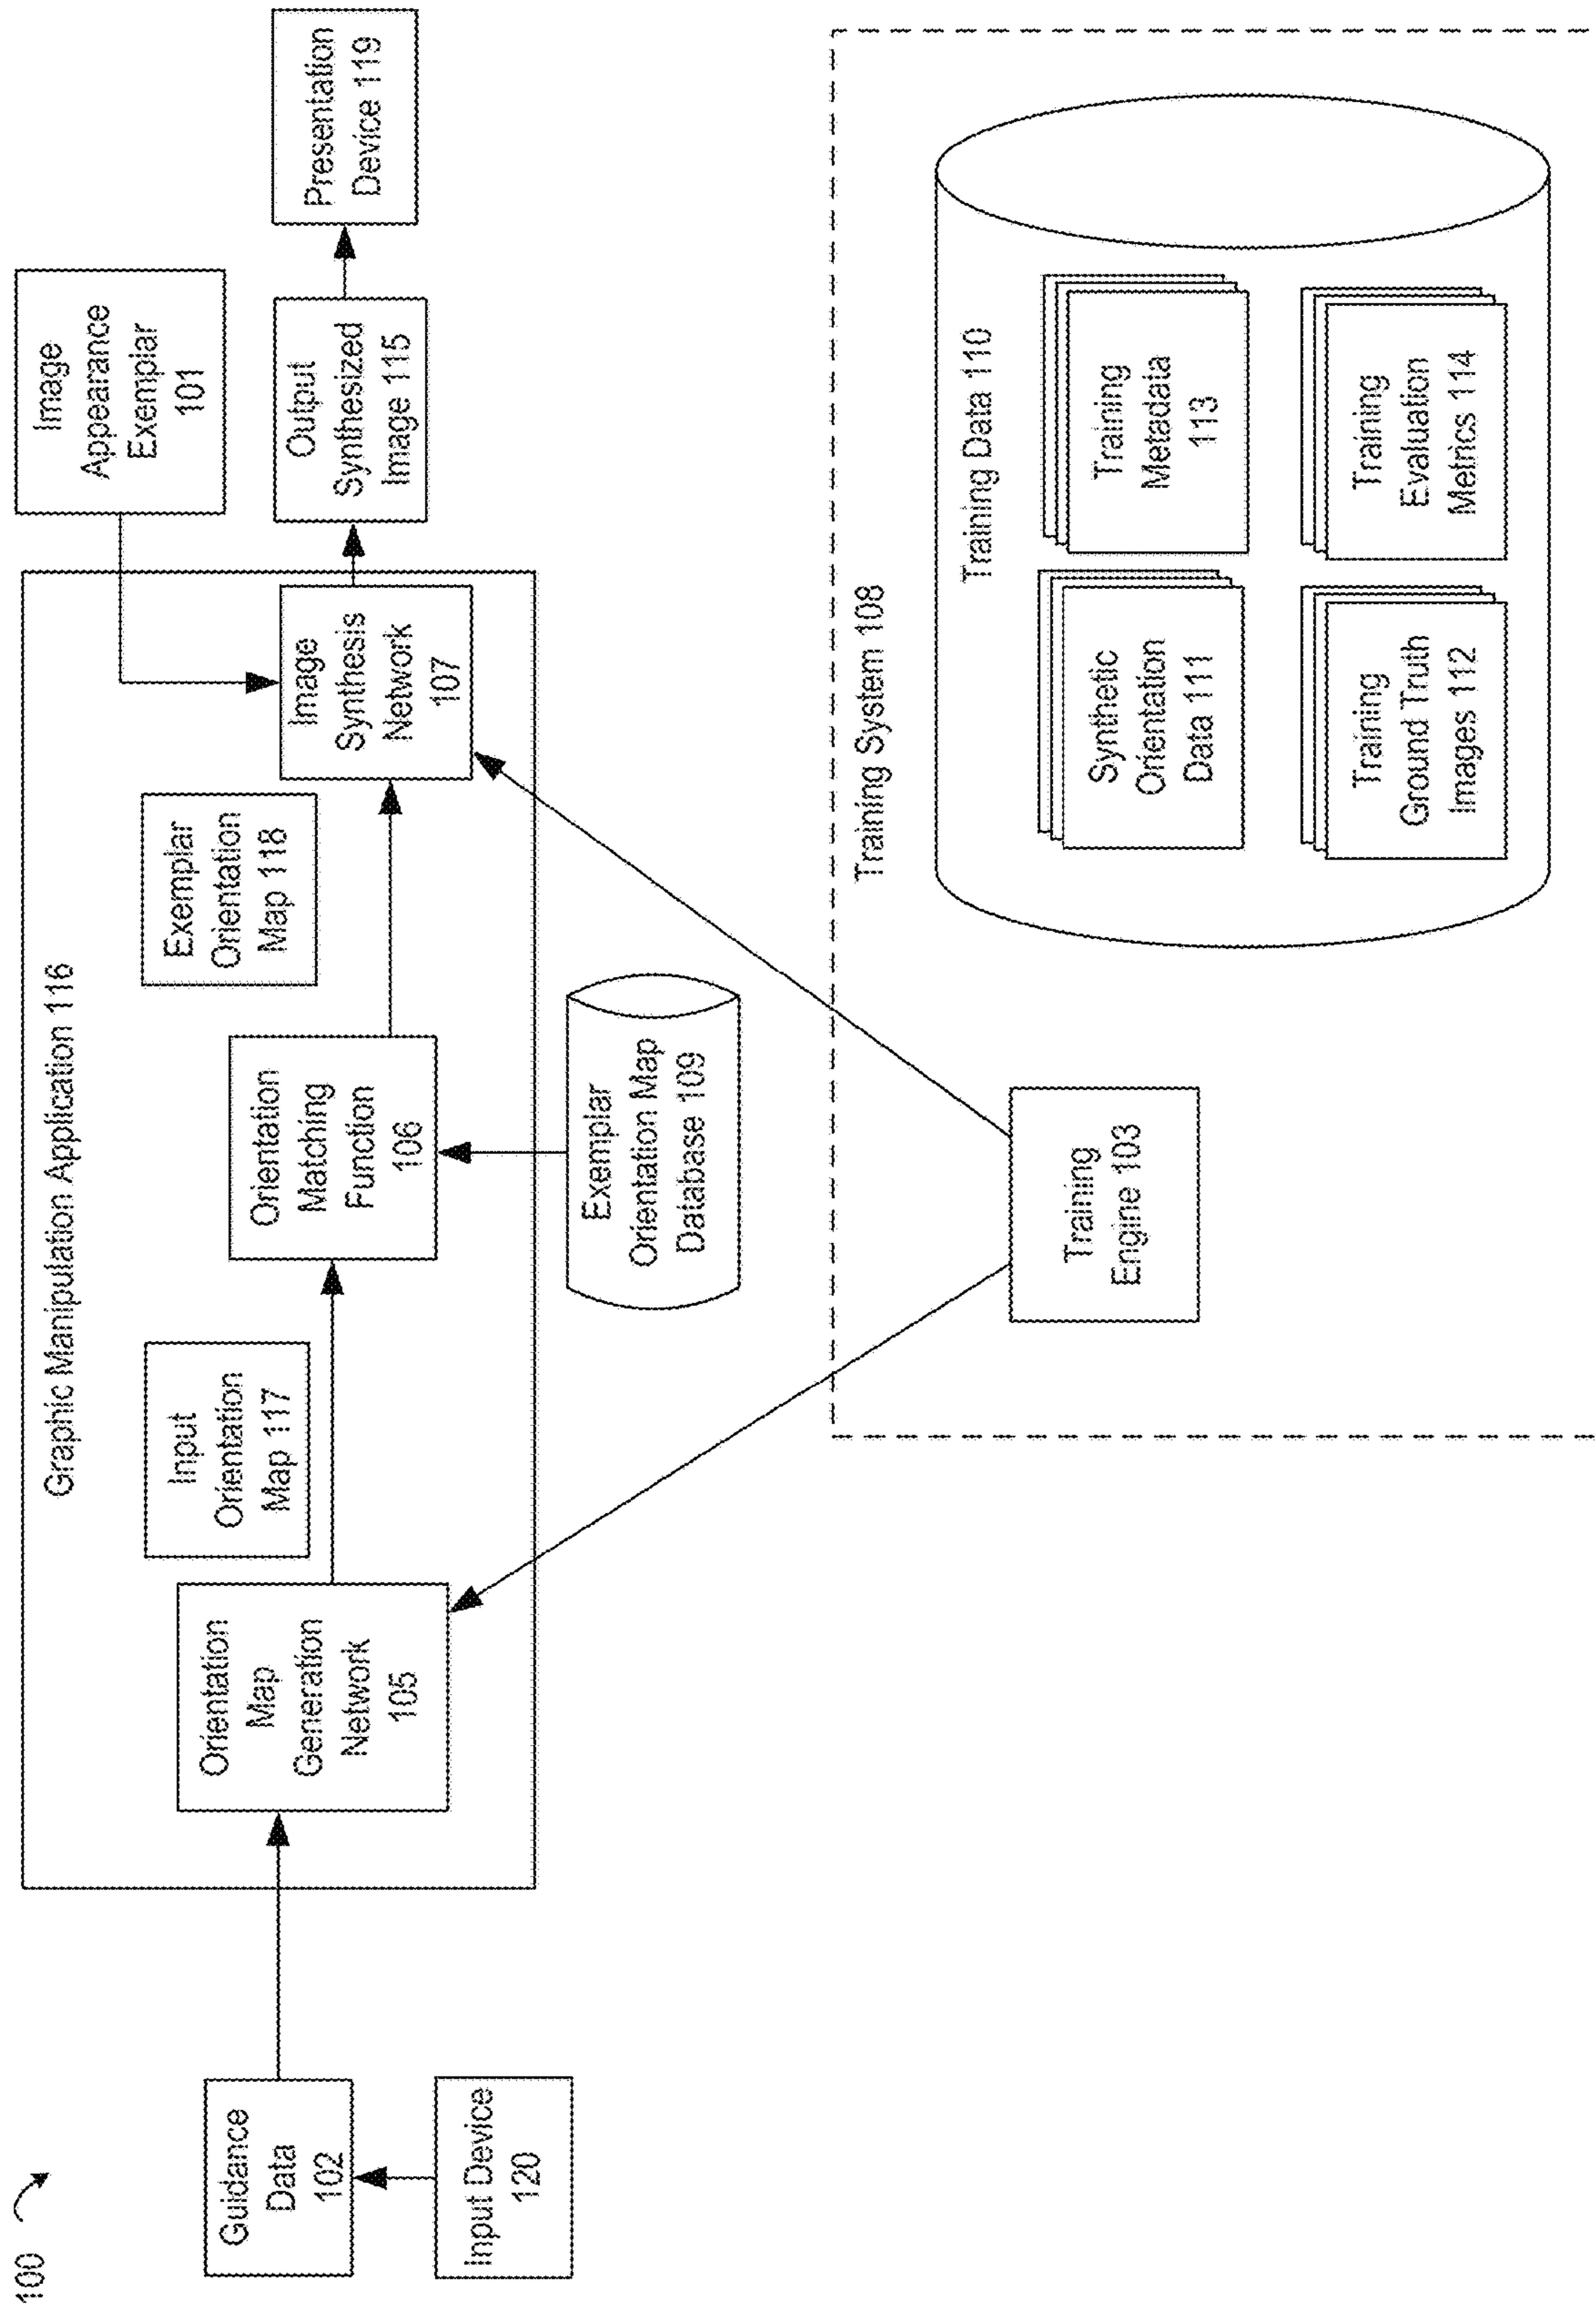 100
Guidance
Data
102
Input Device
120
Graphic Manipulation Application 116
Orientation
Map
Generation
Network
105
Input
Orientation
Map 117
Orientation
Matching
Function
106
Exemplar
Orientation Map
Database 109
Exemplar
Orientation
Map 118
Image
Synthesis
Network
107
Image
Appearance
Exemplar
101
Output
Synthesized
Image 115
Presentation
Device 119
Training System 108
Training
Engine 103
Training Data 110
Synthetic
Orientation
Data 111
Training
Metadata
113
Training
Ground Truth
Images 112
Training
Evaluation
Metrics 114